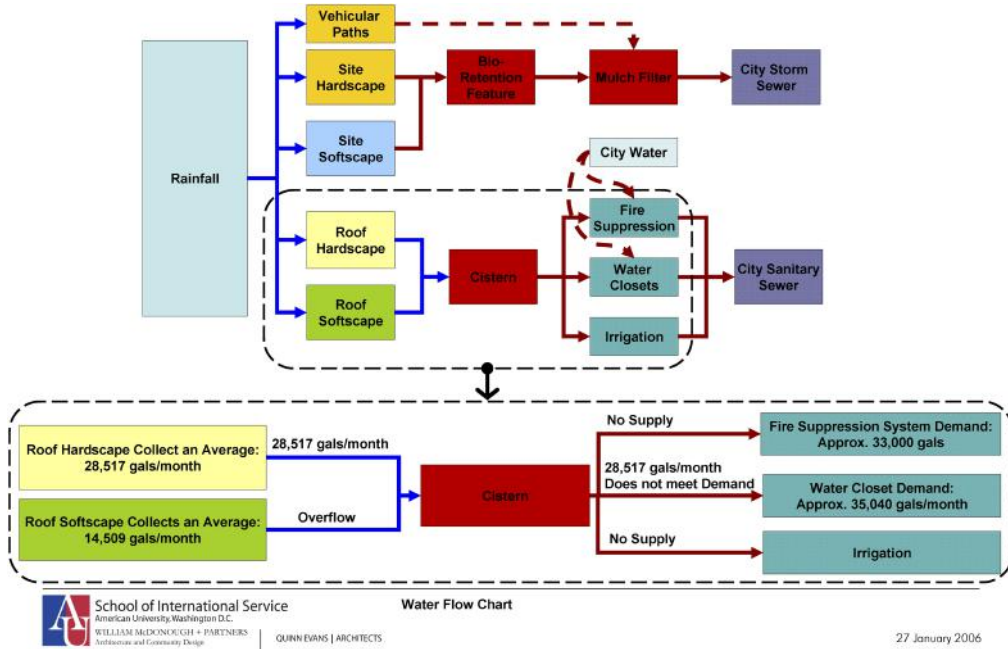 Vehicular
Paths
Site
Hardscape
Bio-
Retention
Feature
Mulch Filter
City Storm
Sewer
Site
Softscape
City Water
Rainfall
Roof
Hardscape
Fire
Suppression
Cistern
Water
Closets
City Sanitary
Sewer
Roof
Softscape
Irrigation
Roof Hardscape Collect an Average:
28,517 gals/month
28,517 gals/month
Roof Softscape Collects an Average:
14,509 gals/month
Overflow
Cistern
No Supply
Fire Suppression System Demand:
Approx. 33,000 gals
28,517 gals/month
Does not meet Demand
Water Closet Demand:
Approx. 35,040 gals/month
No Supply
Irrigation
AU
School of International Service
American University, Washington D.C.
WILLIAM McDONOUGH + PARTNERS
Architecture and Community Design
QUINN EVANS | ARCHITECTS
Water Flow Chart
27 January 2006